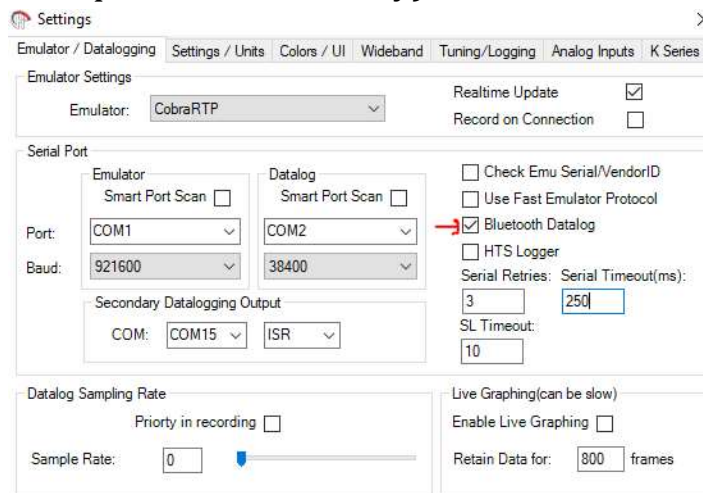 Settings
Emulator / Datalogging Settings / Units Colors / UI Wideband Tuning/Logging Analog Inputs K Series
Emulator Settings
Emulator: CobraRTP
Realtime Update
Record on Connection
Serial Port
Emulator
Smart Port Scan
Datalog
Smart Port Scan
Port: COM1 COM2
Baud: 921600 38400
Secondary Datalogging Output
COM: COM15 ISR
Check Emu Serial/VendorID
Use Fast Emulator Protocol
Bluetooth Datalog
HTS Logger
Serial Retries: Serial Timeout(ms):
3 250
SL Timeout:
10
Datalog Sampling Rate
Priorty in recording
Sample Rate: 0
Live Graphing(can be slow)
Enable Live Graphing
Retain Data for: 800 frames